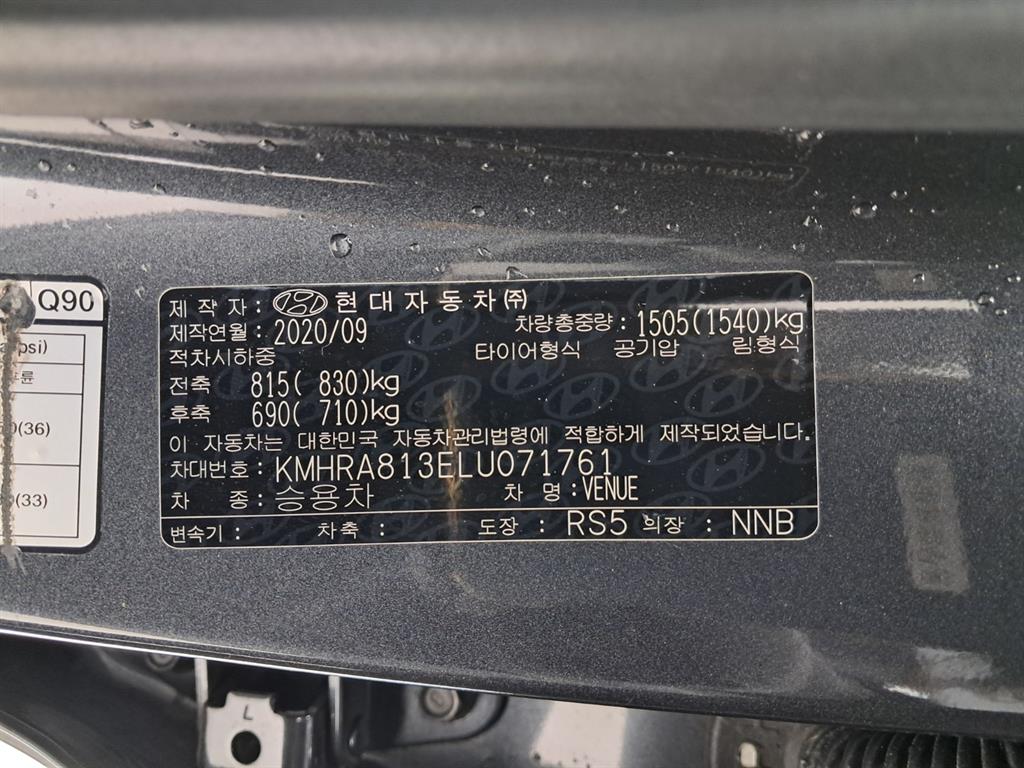 Q90
psi)
(36)
(33)
제 작 자 : 현대자동차㈜
제작연월 : 2020/09 차량총중량 : 1505(1540)kg
적차시하중 타이어형식 공기압 림형식
전축 815( 830)kg
후축 690( 710)kg
이 자동차는 대한민국 자동차관리법령에 적합하게 제작되었습니다.
차대번호 : KMHRA813ELU071761
차 종 : 승용차 차 명 : VENUE
변속기 : 차축 : 도장 : RS5 의장 : NNB
L